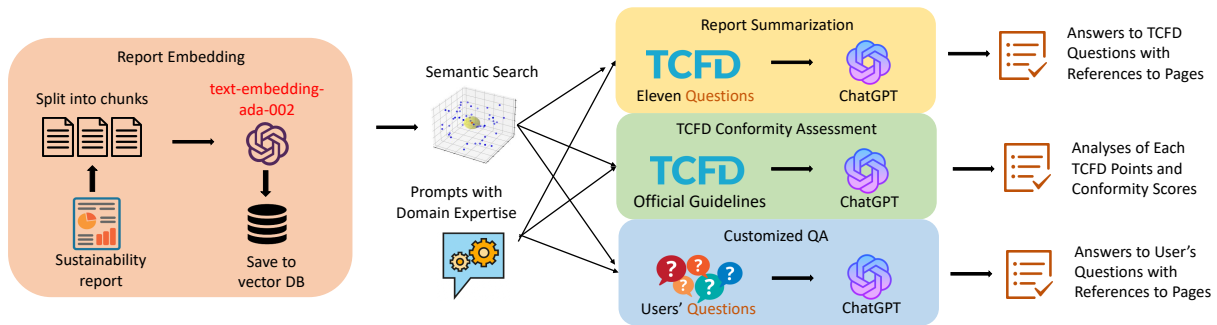 Report Embedding
Split into chunks
text-embedding-
ada-002
Sustainability
report
Save to
vector DB
Semantic Search
Prompts with
Domain Expertise
Report Summarization
TCFD
Eleven Questions
ChatGPT
TCFD Conformity Assessment
TCFD
Official Guidelines
ChatGPT
Customized QA
? ? ? ? ?
Users' Questions
ChatGPT
Answers to TCFD
Questions with
References to Pages
Analyses of Each
TCFD Points and
Conformity Scores
Answers to User's
Questions with
References to Pages